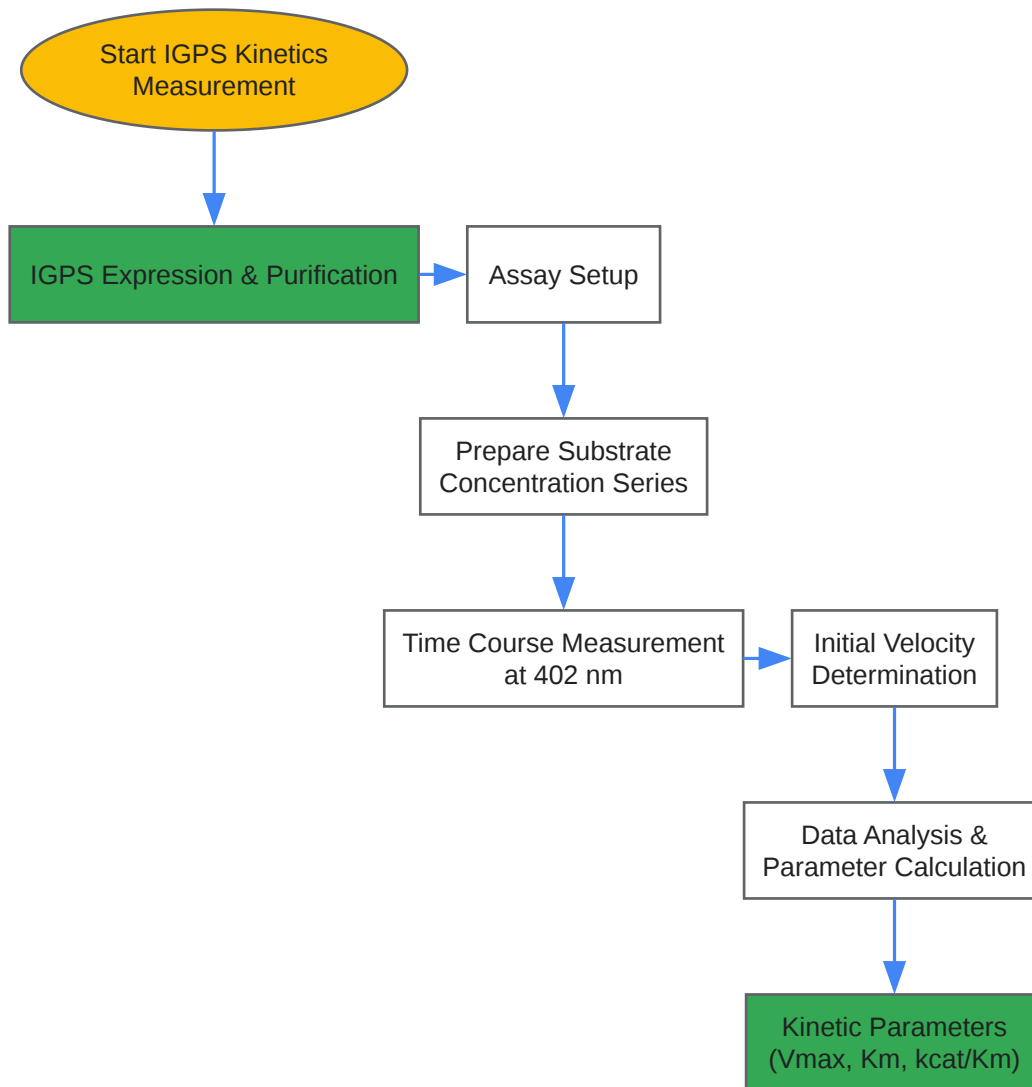 Start IGPS Kinetics
Measurement
IGPS Expression & Purification
Assay Setup
Prepare Substrate
Concentration Series
Time Course Measurement
at 402 nm
Initial Velocity
Determination
Data Analysis &
Parameter Calculation
Kinetic Parameters
(Vmax, Km, kcat/Km)